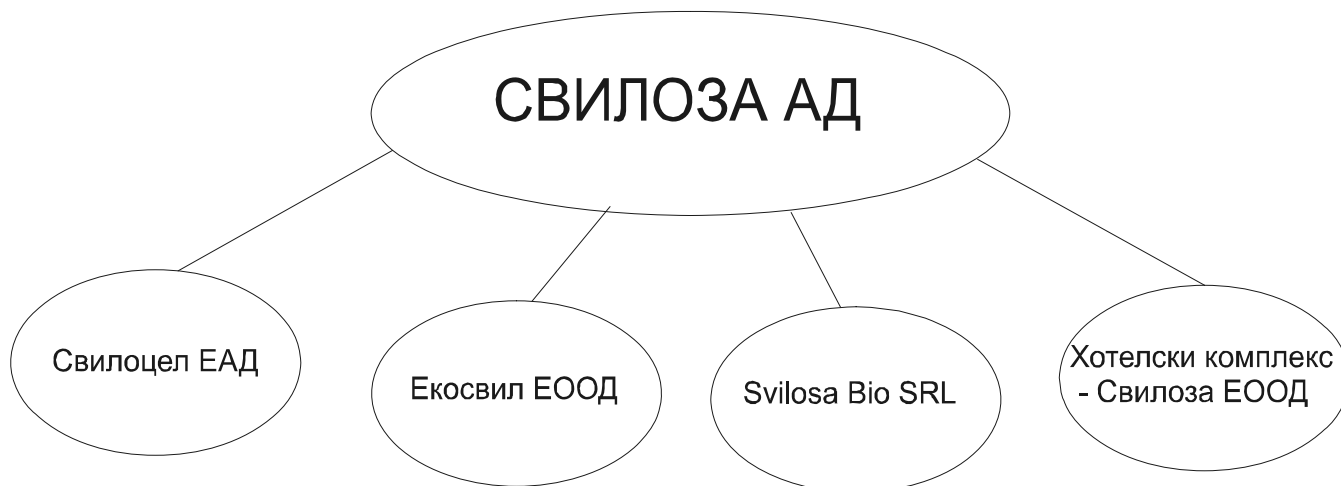 СВИЛОЗА АД
Свилоцел ЕАД
Екосвил ЕООД
Svilosa Bio SRL
Хотелски комплекс
- Свилоза ЕООД